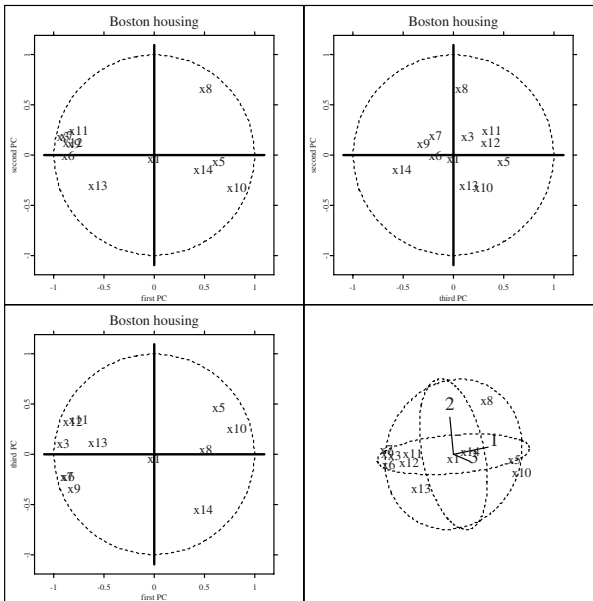 Boston housing
second PC
1
0.5
0
-0.5
-1
x8
x11
x7
x12
x9
x6
x1
x5
x14
x13
x10
-1 -0.5 0 0.5 1
first PC
Boston housing
second PC
1
0.5
0
-0.5
-1
x8
x7
x3
x11
x9
x12
x1
x5
x14
x13
x10
-1 -0.5 0 0.5 1
third PC
Boston housing
third PC
1
0.5
0
-0.5
-1
x5
x11
x12
x10
x3
x13
x8
x1
x6
x9
x14
-1 -0.5 0 0.5 1
first PC
x8
2
1
x11
x14
x1
x5
x12
x6
x10
x13